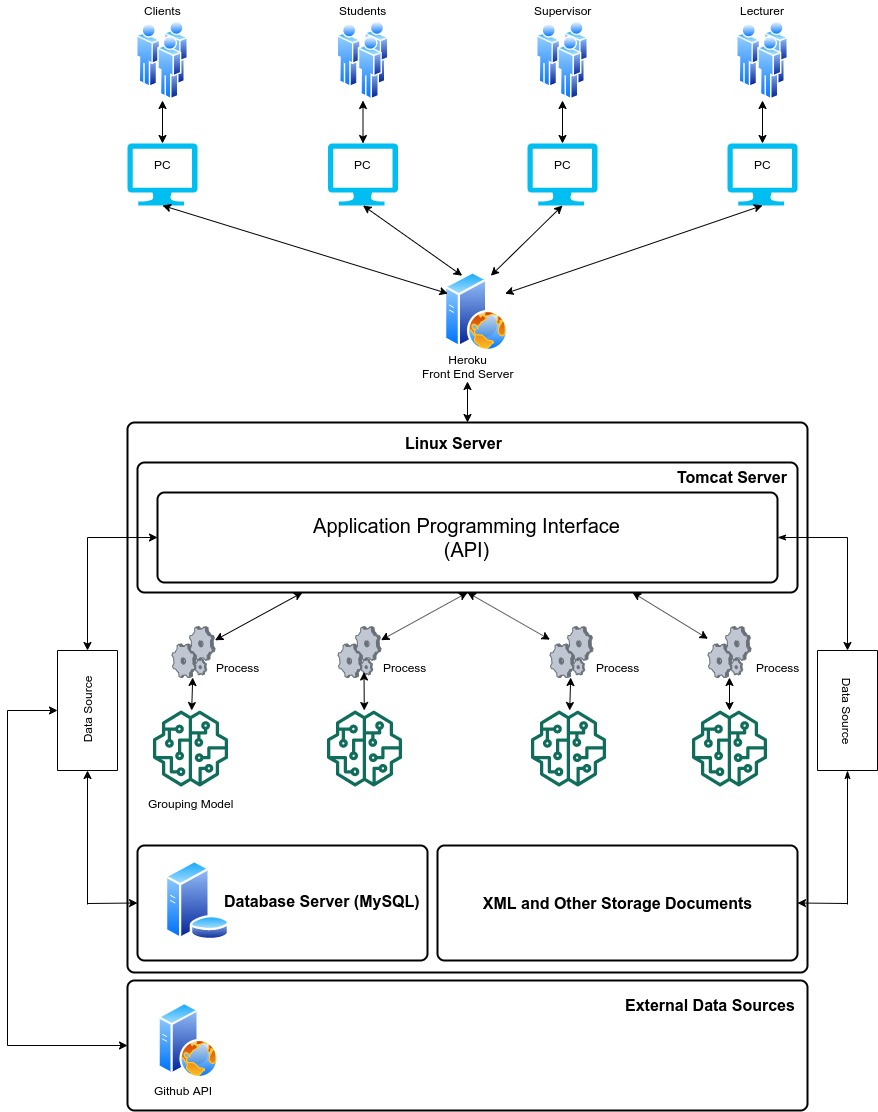 Clients
Students
Supervisor
Lecturer
PC
PC
PC
PC
Heroku
Front End Server
Linux Server
Tomcat Server
Application Programming Interface
(API)
Process
Process
Process
Process
Data Source
Data Source
Grouping Model
Database Server (MySQL)
XML and Other Storage Documents
External Data Sources
Github API